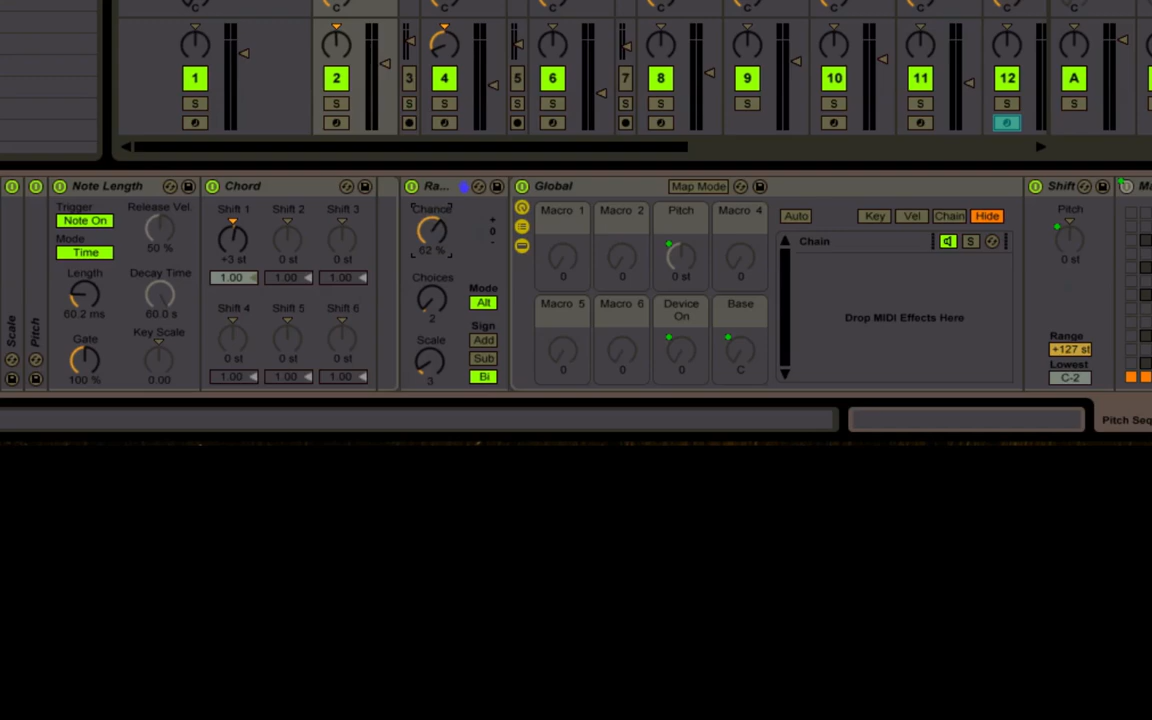 C C C C C C C C
1 2 3 4 5 6 7 8 9 10 11 12 A
S S S S S S S S S S S S S
Note Length Chord Ra... Global Map Mode Shift Ma
Trigger Release Vel. Shift 1 Shift 2 Shift 3 Chance Macro 1 Macro 2 Pitch Macro 4 Auto Key Vel Chain Hide Pitch
Note On
Mode 50 % +
Time +3 st 0 st 0 st 62 % 0 Chain S
-
Length Decay Time 1.00 1.00 1.00 Choices 0 0 0 st 0 0 st
Mode
Alt
60.2 ms 60.0 s Shift 4 Shift 5 Shift 6 2 Macro 5 Macro 6 Device On Base Drop MIDI Effects Here
Sign
Gate Key Scale Scale Add Range
Sub +127 st
0 st 0 st 0 st Lowest
100 % 0.00 1.00 1.00 1.00 3 Bi 0 0 0 C C-2
Scale
Pitch
Pitch Seq